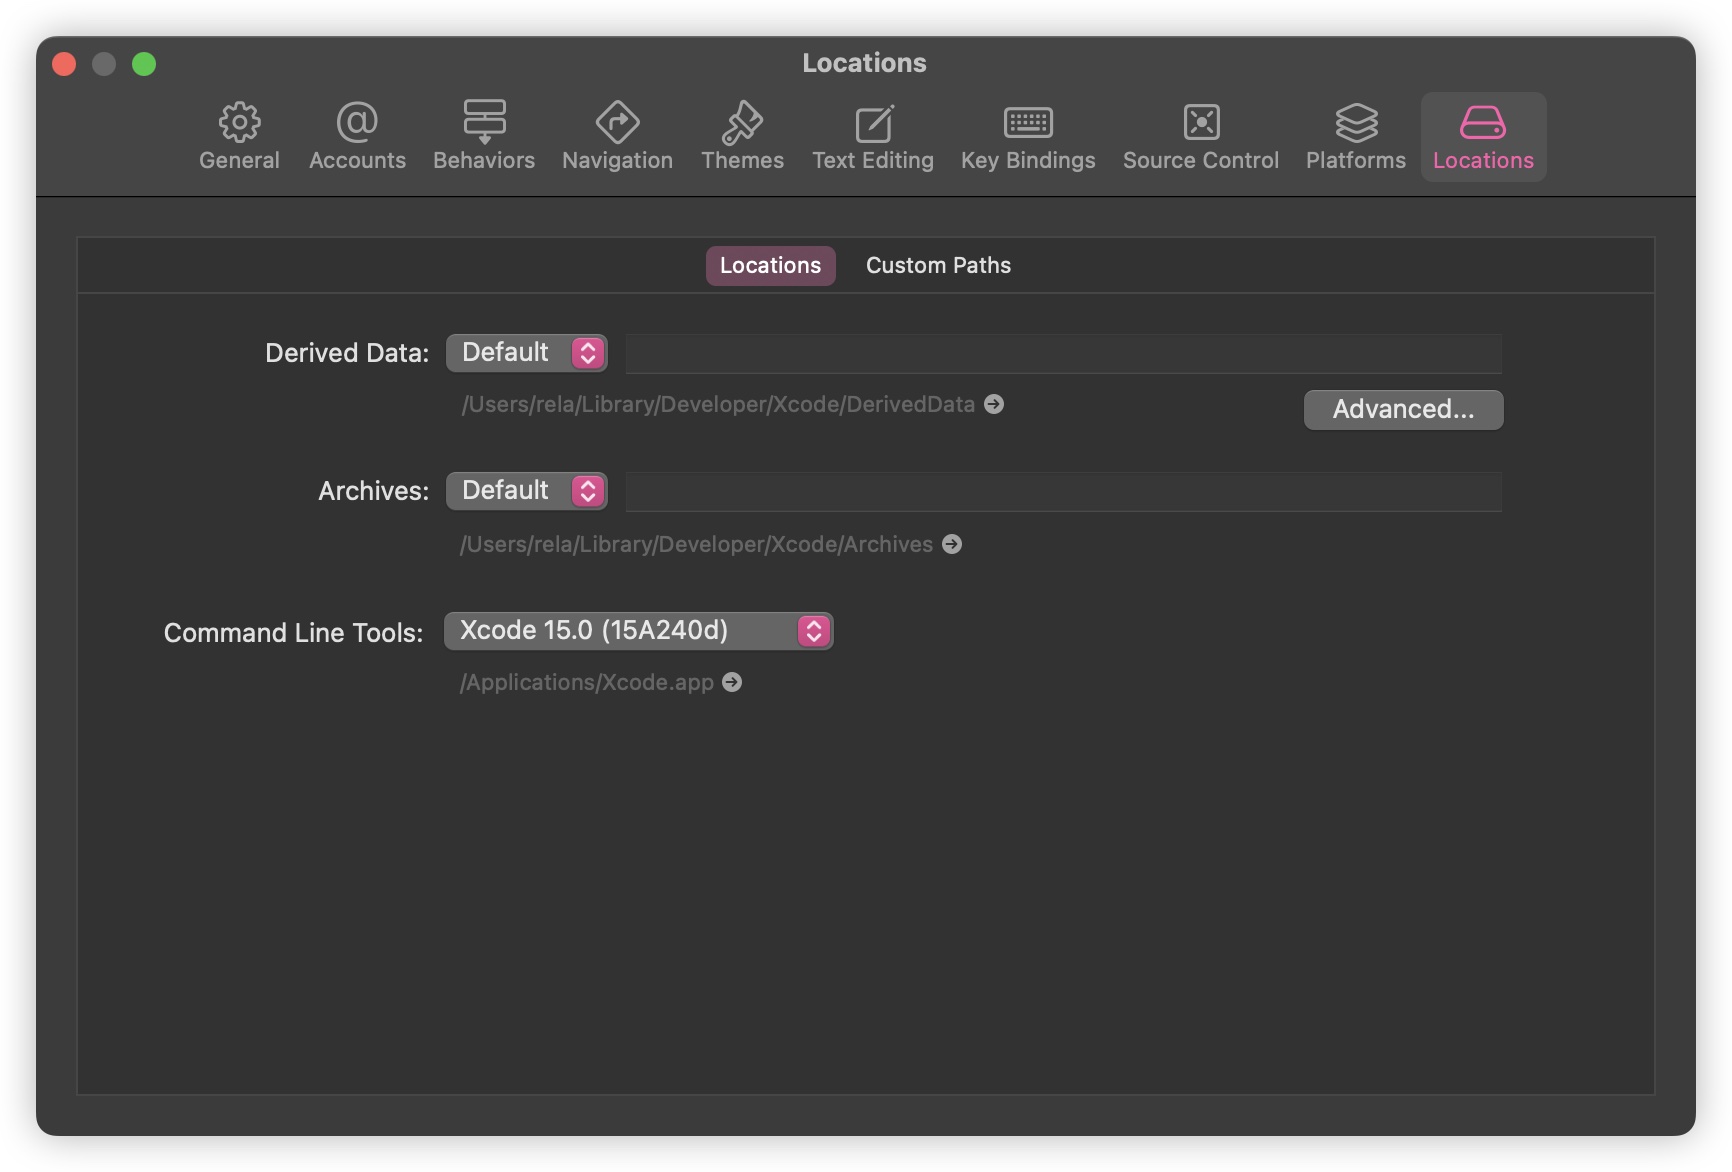 Locations
General Accounts Behaviors Navigation Themes Text Editing Key Bindings Source Control Platforms Locations
Locations Custom Paths
Derived Data: Default
/Users/rela/Library/Developer/Xcode/DerivedData
Advanced...
Archives: Default
/Users/rela/Library/Developer/Xcode/Archives
Command Line Tools: Xcode 15.0 (15A240d)
/Applications/Xcode.app